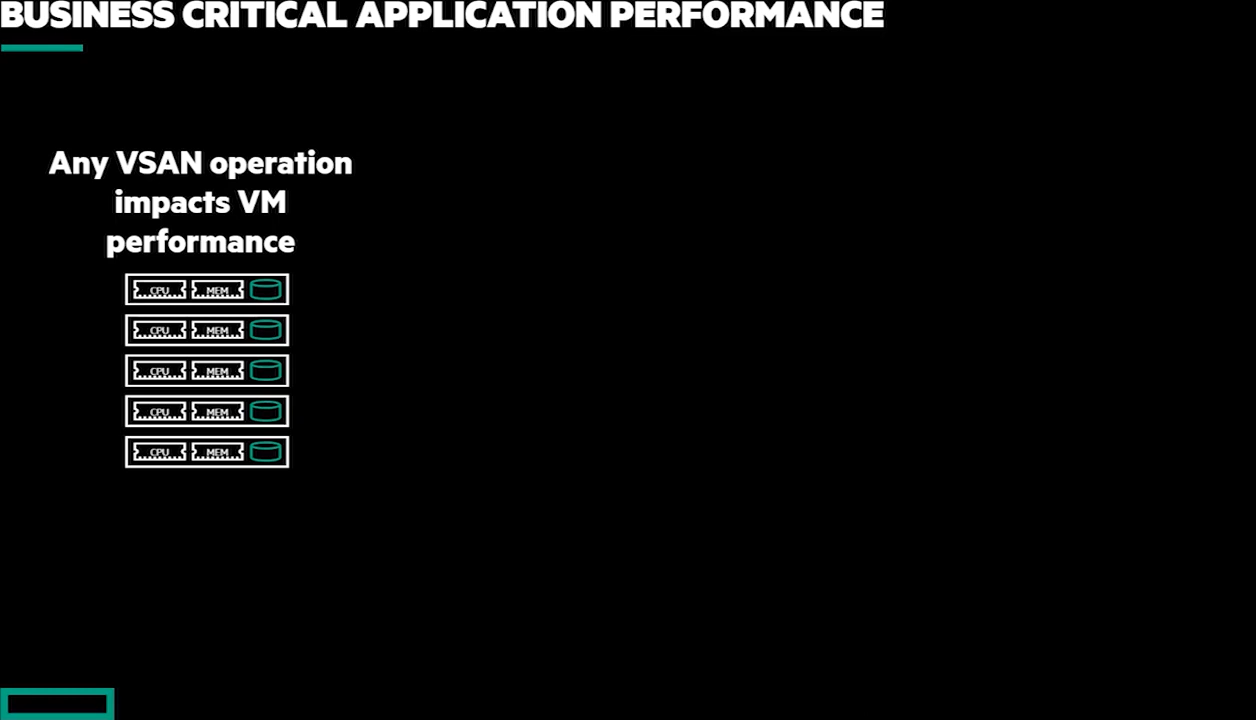 BUSINESS CRITICAL APPLICATION PERFORMANCE
Any VSAN operation
impacts VM
performance
CPU MEM
CPU MEM
CPU MEM
CPU MEM
CPU MEM